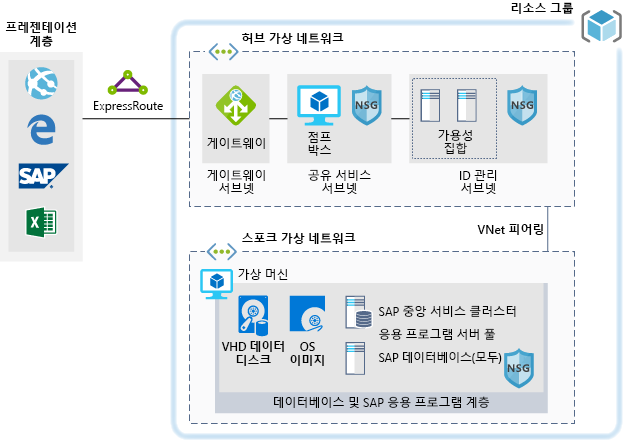 프레젠테이션
계층
SAP
ExpressRoute
리소스 그룹
허브 가상 네트워크
게이트웨이
점프
박스
NSG
가용성
집합
NSG
게이트웨이
서브넷
공유 서비스
서브넷
ID 관리
서브넷
VNet 피어링
스포크 가상 네트워크
가상 머신
VHD 데이터
디스크
OS
이미지
SAP 중앙 서비스 클러스터
응용 프로그램 서버 풀
SAP 데이터베이스(모두)
NSG
데이터베이스 및 SAP 응용 프로그램 계층